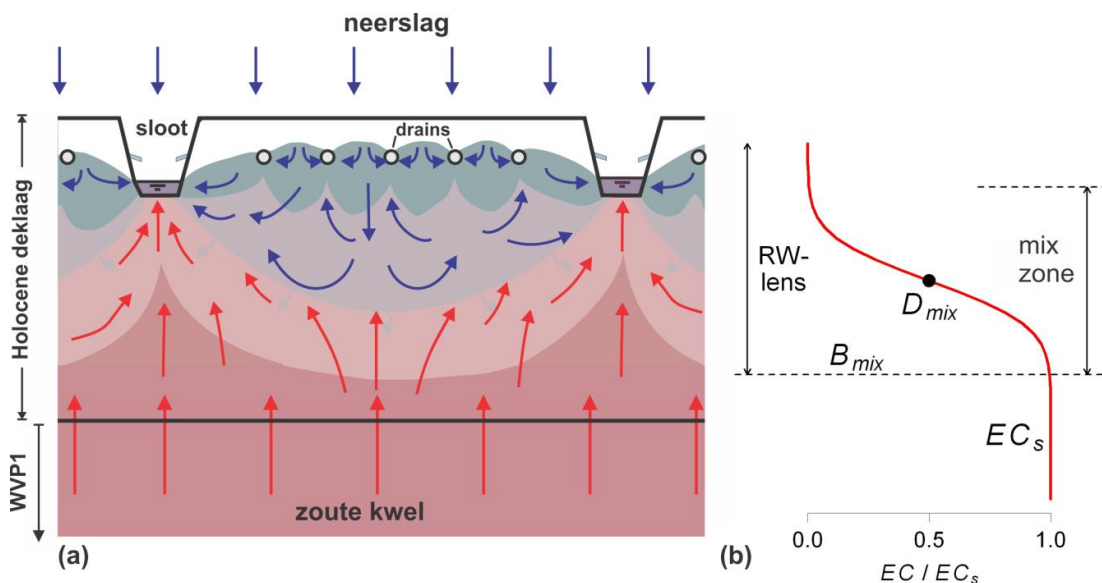 neerslag
sloot
drains
Holocene deklaag
WVP1
zoute kwel
(a)
RW-
lens
mix
zone
D mix
B mix
EC s
0.0 0.5 1.0
EC / EC s
(b)